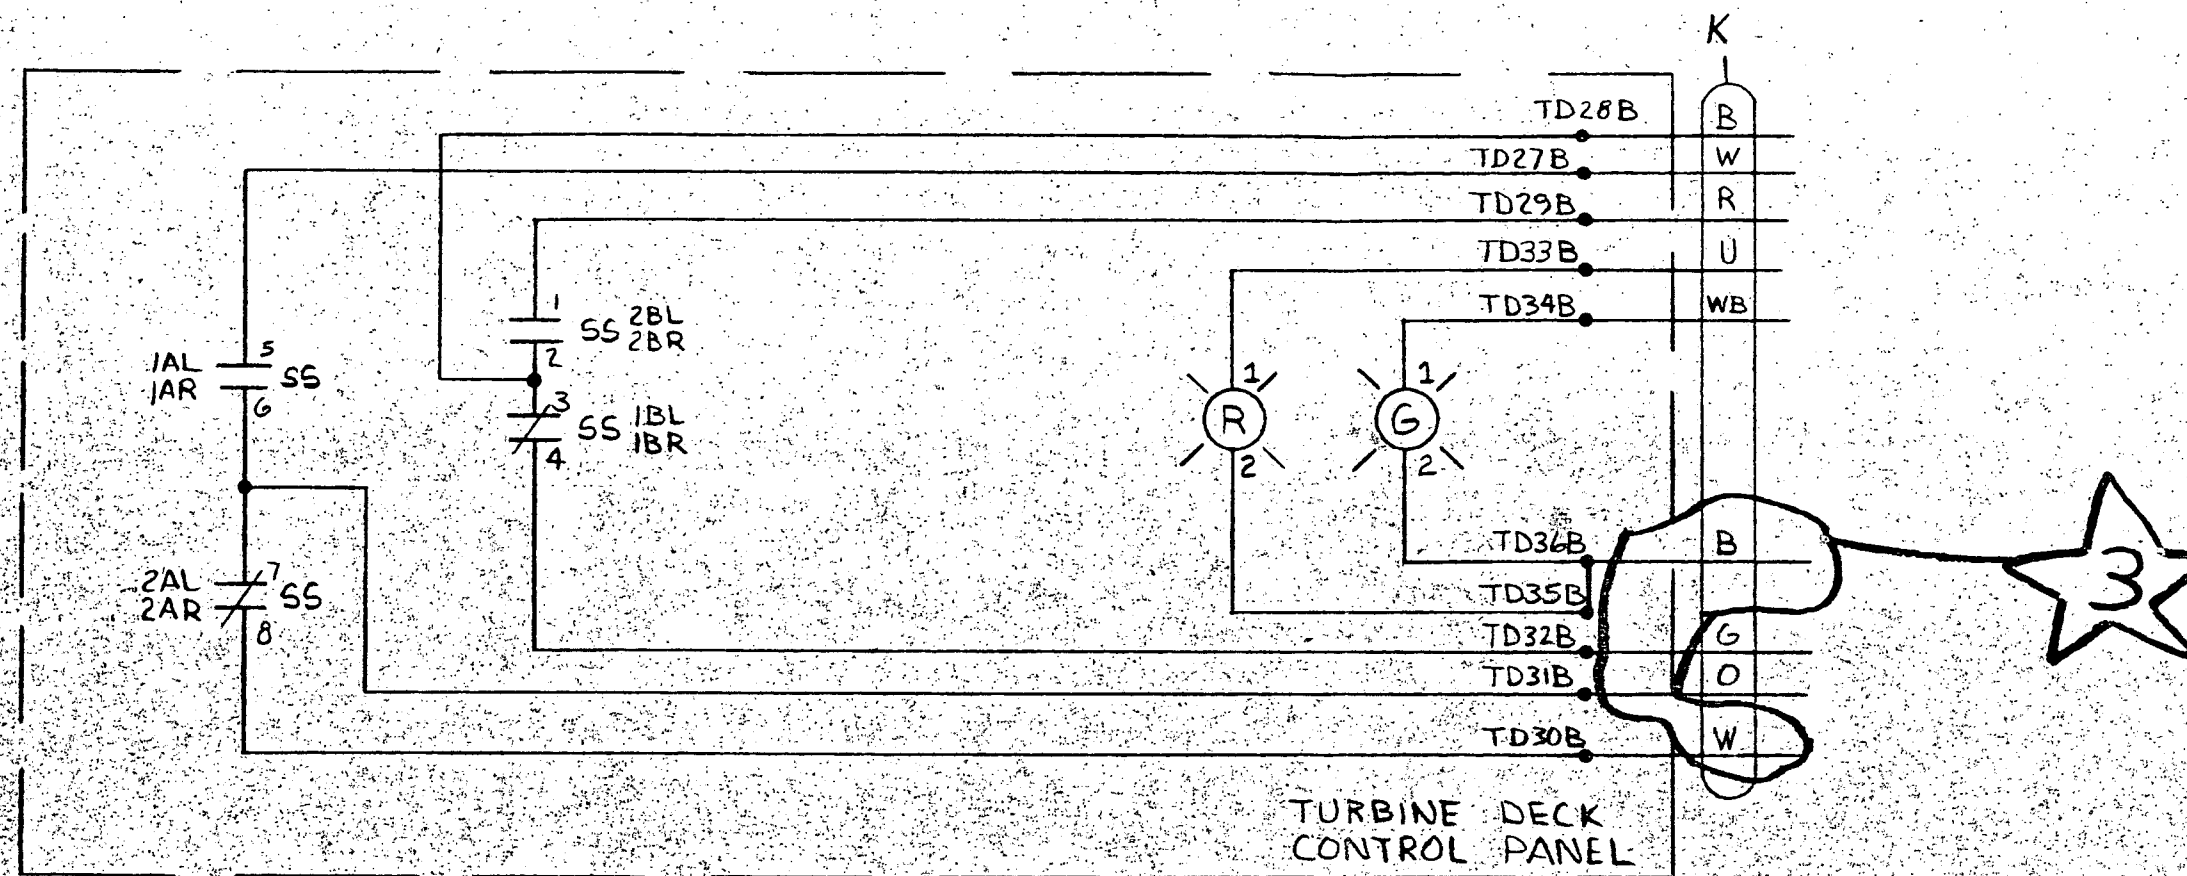 K
TD28B B
TD27B W
TD29B R
TD33B U
TD34B WB
1
SS 2BL
2BR
2
5
1AL
1AR
SS
6
3
SS 1BL
1BR
4
1
R
2
1
G
2
TD36B B
TD35B
TD32B G
TD31B O
TD30B W
7
2AL
2AR
SS
8
3
TURBINE DECK
CONTROL PANEL